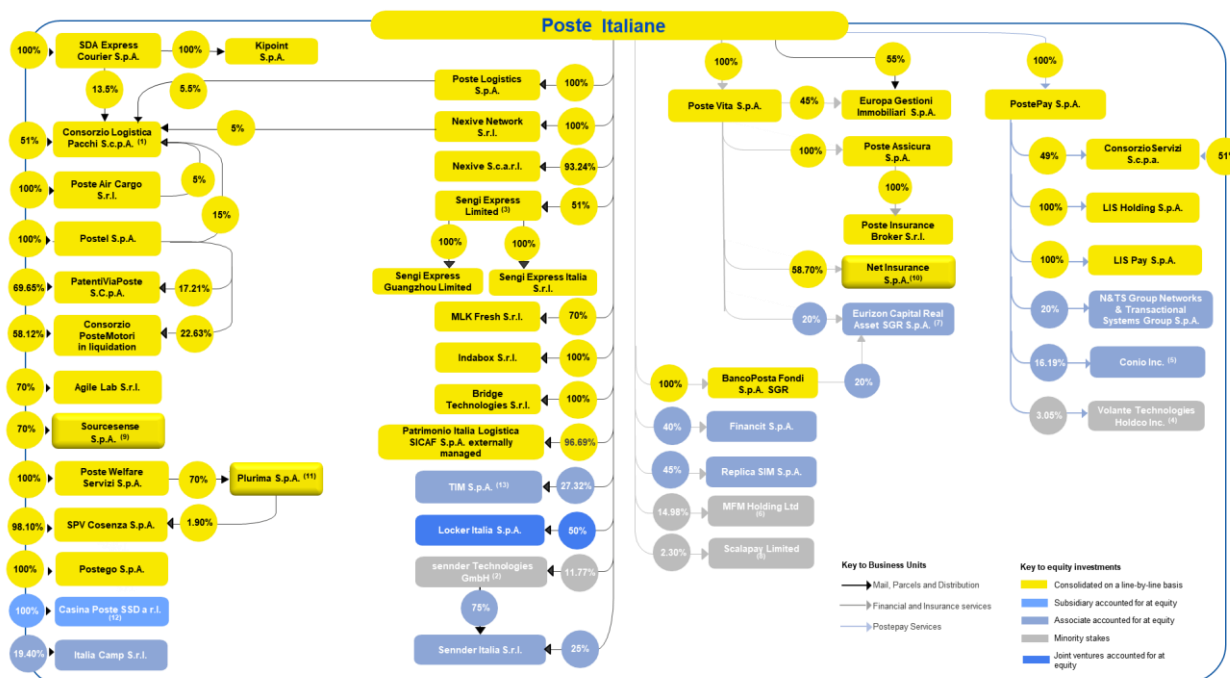 Poste Italiane
100%
SDA Express
Courier S.p.A.
100%
Kipoint
S.p.A.
13.5%
5.5%
5%
51%
Consorzio Logistica
Pacchi S.c.p.A. (1)
5%
100%
Poste Air Cargo
S.r.l.
15%
100%
Postel S.p.A.
69.65%
PatentiViaPoste
S.C.p.A.
17.21%
58.12%
Consorzio
PosteMotori
in liquidation
22.63%
70%
Agile Lab S.r.l.
70%
Sourcesense
S.p.A. (9)
100%
Poste Welfare
Servizi S.p.A.
70%
Plurima S.p.A. (11)
98.10%
SPV Cosenza S.p.A.
1.90%
100%
Postego S.p.A.
100%
Casina Poste SSD a r.l.
(12)
19.40%
Italia Camp S.r.l.
Poste Logistics
S.p.A.
100%
Nexive Network
S.r.l.
100%
Nexive S.c.a.r.l.
93.24%
Sengi Express
Limited (3)
51%
100%
100%
Sengi Express
Guangzhou Limited
Sengi Express Italia
S.r.l.
MLK Fresh S.r.l.
70%
Indabox S.r.l.
100%
Bridge
Technologies S.r.l.
100%
Patrimonio Italia Logistica
SICAF S.p.A. externally
managed
96.69%
TIM S.p.A. (13)
27.32%
Locker Italia S.p.A.
50%
sennder Technologies
GmbH (2)
11.77%
75%
Sennder Italia S.r.l.
25%
100%
Poste Vita S.p.A.
45%
55%
Europa Gestioni
Immobiliari S.p.A.
100%
Poste Assicura
S.p.A.
100%
Poste Insurance
Broker S.r.l.
58.70%
Net Insurance
S.p.A. (10)
20%
Eurizon Capital Real
Asset SGR S.p.A. (7)
100%
BancoPosta Fondi
S.p.A. SGR
20%
40%
Financit S.p.A.
45%
Replica SIM S.p.A.
14.98%
MFM Holding Ltd
(6)
2.30%
Scalapay Limited
(8)
100%
PostePay S.p.A.
49%
Consorzio Servizi
S.c.p.a.
51%
100%
LIS Holding S.p.A.
100%
LIS Pay S.p.A.
20%
N&TS Group Networks
& Transactional
Systems Group S.p.A.
16.19%
Conio Inc. (5)
3.05%
Volante Technologies
Holdco Inc. (4)
Key to Business Units
Mail, Parcels and Distribution
Financial and Insurance services
Postepay Services
Key to equity investments
Consolidated on a line-by-line basis
Subsidiary accounted for at equity
Associate accounted for at equity
Minority stakes
Joint ventures accounted for at
equity